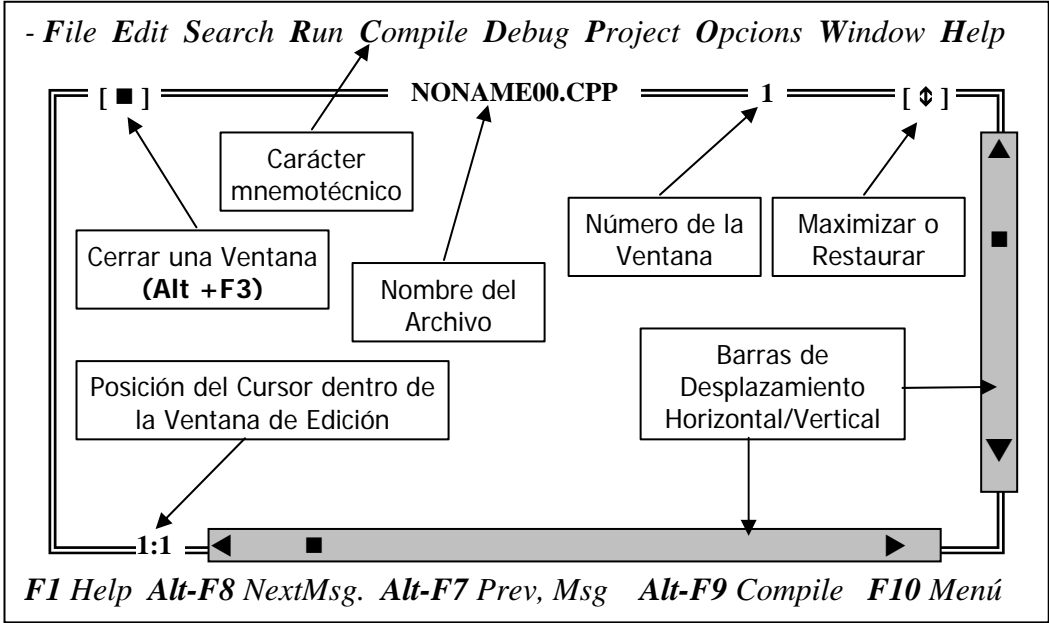 - File Edit Search Run Compile Debug Project Opcions Window Help
[ ■ ] NONAME00.CPP 1 [ ⇕ ]
Carácter
mnemotécnico
Número de la
Ventana
Maximizar o
Restaurar
Cerrar una Ventana
(Alt +F3)
Nombre del
Archivo
Posición del Cursor dentro de
la Ventana de Edición
Barras de
Desplazamiento
Horizontal/Vertical
1:1
F1 Help Alt-F8 NextMsg. Alt-F7 Prev, Msg Alt-F9 Compile F10 Menú